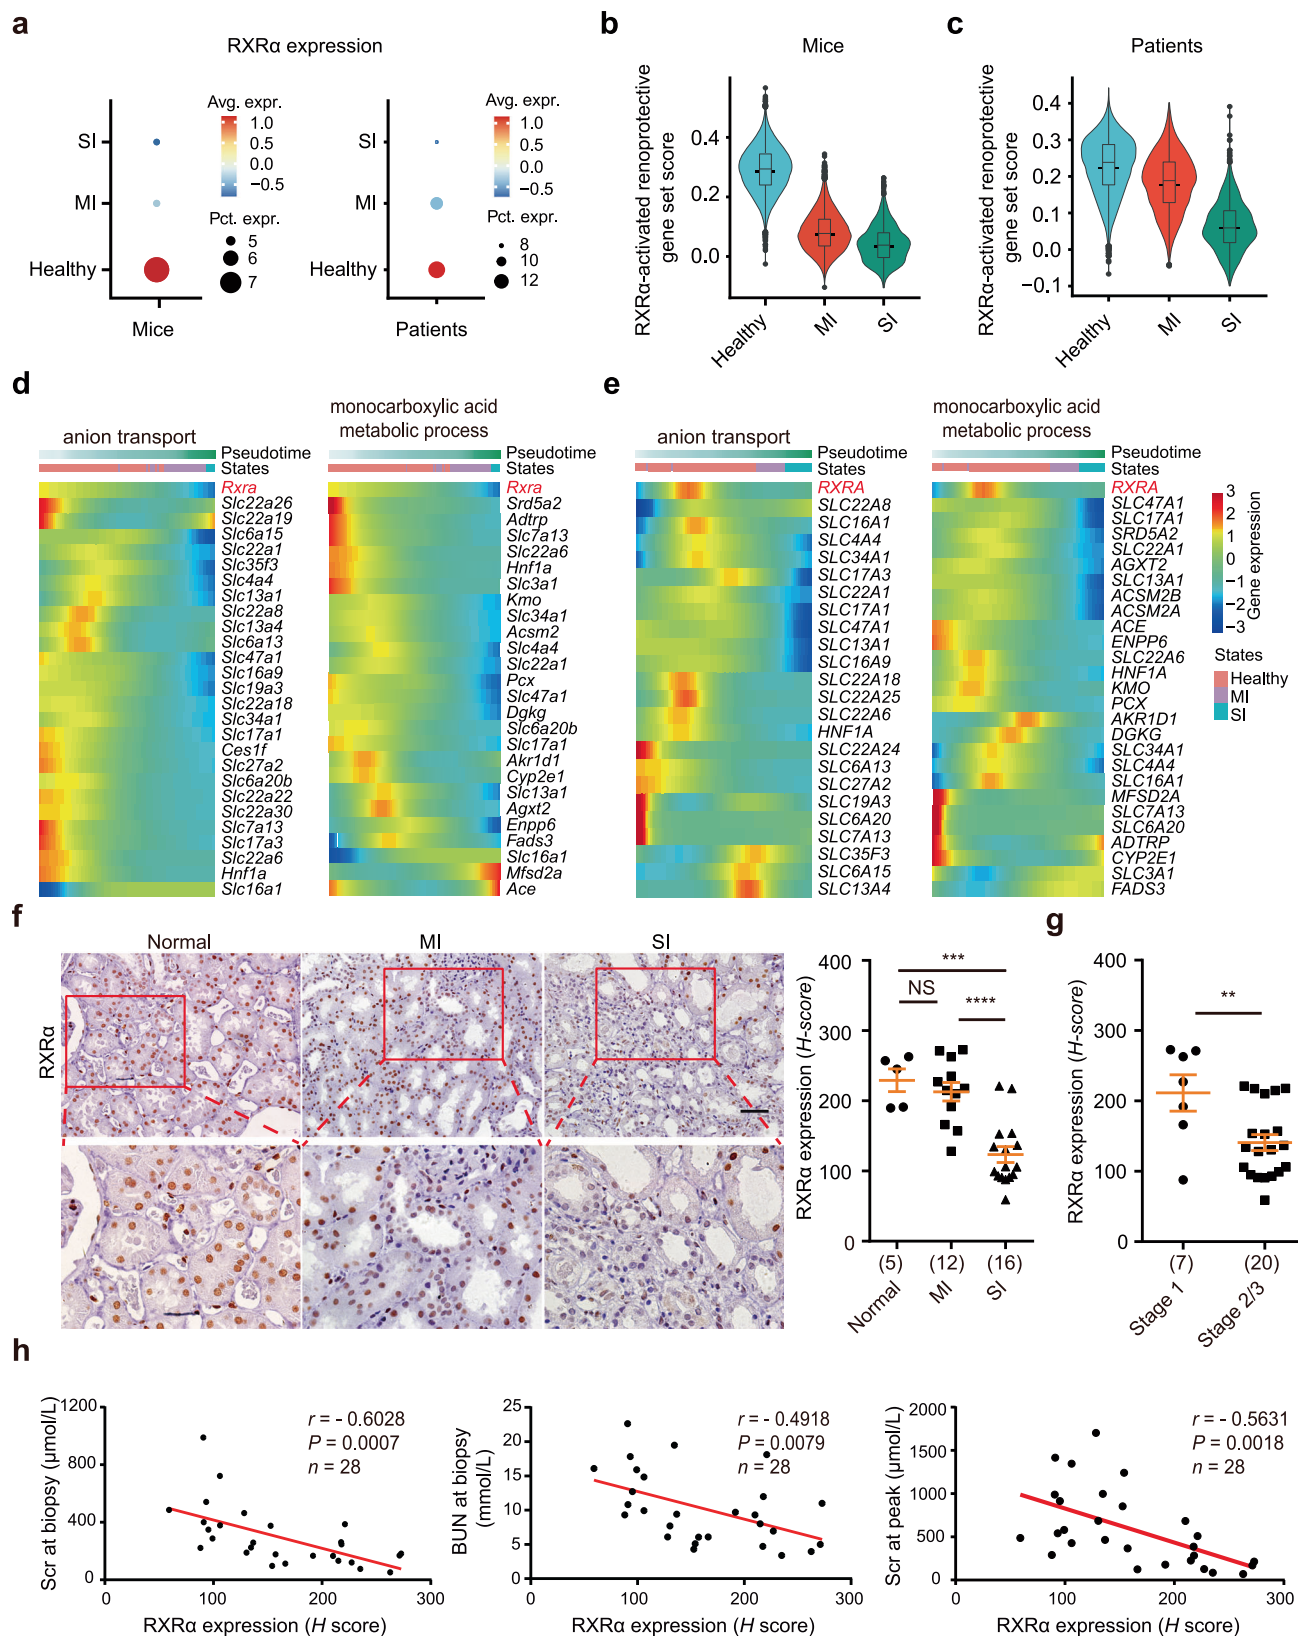 a
RXRα expression
SI
MI
Healthy
Mice
Avg. expr.
1.0
0.5
0.0
−0.5
Pct. expr.
5
6
7
SI
MI
Healthy
Patients
Avg. expr.
1.0
0.5
0.0
−0.5
Pct. expr.
8
10
12
b
Mice
RXRα-activated renoprotective
gene set score
0.4
0.2
0.0
Healthy
MI
SI
c
Patients
RXRα-activated renoprotective
gene set score
0.4
0.3
0.2
0.1
0.0
−0.1
Healthy
MI
SI
d
anion transport
Pseudotime
States
Rxra
Slc22a26
Slc22a19
Slc6a15
Slc22a1
Slc35f3
Slc4a4
Slc13a1
Slc22a8
Slc13a4
Slc6a13
Slc47a1
Slc16a9
Slc19a3
Slc22a18
Slc34a1
Slc17a1
Ces1f
Slc27a2
Slc6a20b
Slc22a22
Slc22a30
Slc7a13
Slc17a3
Slc22a6
Hnf1a
Slc16a1
monocarboxylic acid
metabolic process
Pseudotime
States
Rxra
Srd5a2
Adtrp
Slc7a13
Slc22a6
Hnf1a
Slc3a1
Kmo
Slc34a1
Acsm2
Slc4a4
Slc22a1
Pcx
Slc47a1
Dgkg
Slc6a20b
Slc17a1
Akr1d1
Cyp2e1
Slc13a1
Agxt2
Enpp6
Fads3
Slc16a1
Mfsd2a
Ace
e
anion transport
Pseudotime
States
RXRA
SLC22A8
SLC16A1
SLC4A4
SLC34A1
SLC17A3
SLC22A1
SLC17A1
SLC47A1
SLC13A1
SLC16A9
SLC22A18
SLC22A25
SLC22A6
HNF1A
SLC22A24
SLC6A13
SLC27A2
SLC19A3
SLC6A20
SLC7A13
SLC35F3
SLC6A15
SLC13A4
monocarboxylic acid
metabolic process
Pseudotime
States
RXRA
SLC47A1
SLC17A1
SRD5A2
SLC22A1
AGXT2
SLC13A1
ACSM2B
ACSM2A
ACE
ENPP6
SLC22A6
HNF1A
KMO
PCX
AKR1D1
DGKG
SLC34A1
SLC4A4
SLC16A1
MFSD2A
SLC7A13
SLC6A20
ADTRP
CYP2E1
SLC3A1
FADS3
3
2
1
0
−1
−2
−3
Gene expression
States
Healthy
MI
SI
f
Normal
MI
SI
RXRα
RXRα expression (H-score)
400
300
200
100
0
***
NS
****
(5)
(12)
(16)
Normal
MI
SI
g
RXRα expression (H-score)
400
300
200
100
0
**
(7)
(20)
Stage 1
Stage 2/3
h
Scr at biopsy (μmol/L)
1200
800
400
0
0
100
200
300
r = - 0.6028
P = 0.0007
n = 28
RXRα expression (H score)
BUN at biopsy
(mmol/L)
25
20
15
10
5
0
0
100
200
300
r = - 0.4918
P = 0.0079
n = 28
RXRα expression (H score)
Scr at peak (μmol/L)
2000
1500
1000
500
0
0
100
200
300
r = - 0.5631
P = 0.0018
n = 28
RXRα expression (H score)